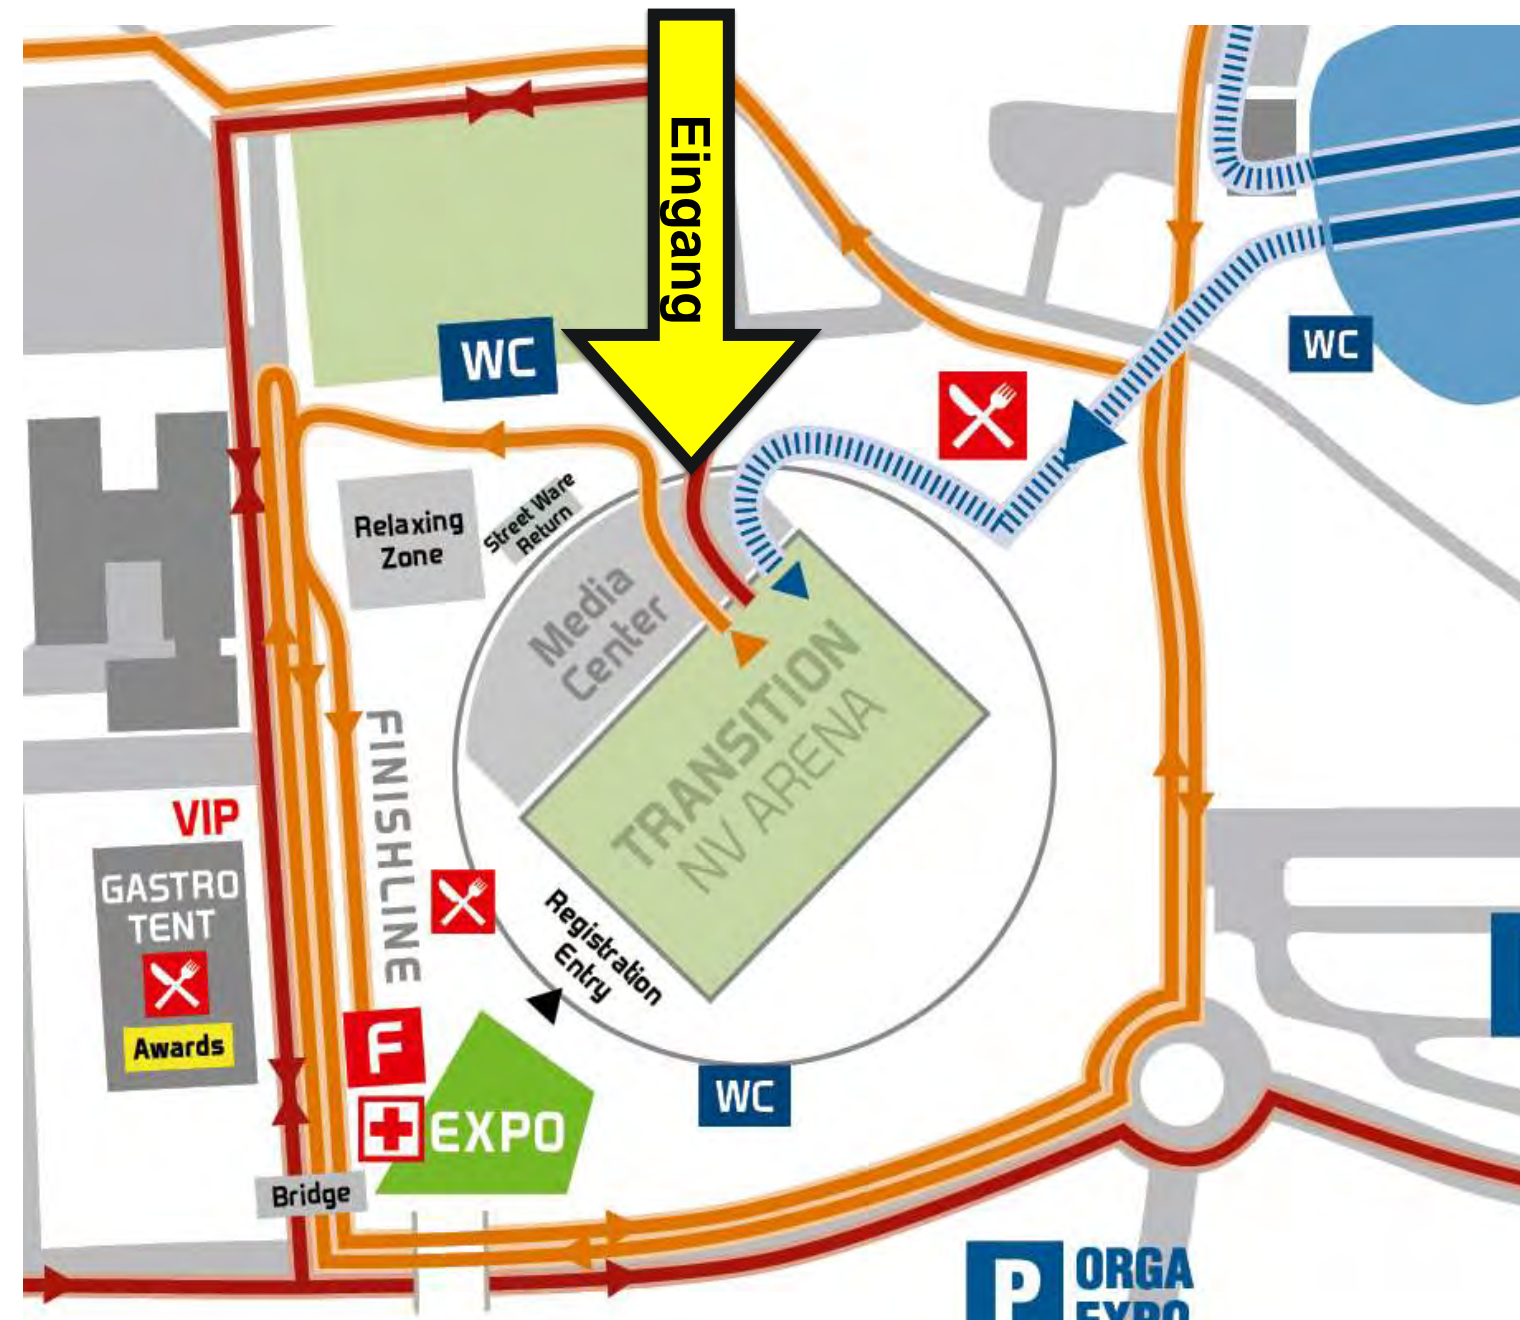 Eingang
WC
WC
Relaxing
Zone
Street Ware
Return
Media
Center
TRANSITION
NV ARENA
FINISHLINE
VIP
GASTRO
TENT
Awards
Registration
Entry
F
EXPO
WC
Bridge
P
ORGA
EXPO